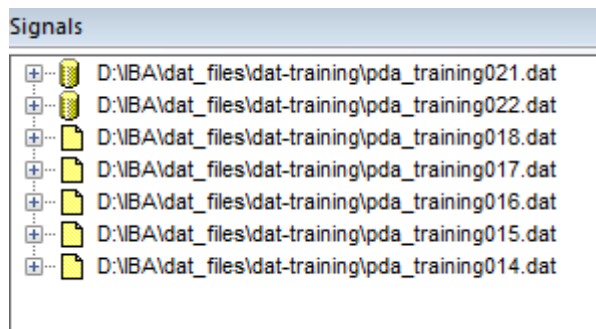 Signals
D:\IBA\dat_files\dat-training\pda_training021.dat
D:\IBA\dat_files\dat-training\pda_training022.dat
D:\IBA\dat_files\dat-training\pda_training018.dat
D:\IBA\dat_files\dat-training\pda_training017.dat
D:\IBA\dat_files\dat-training\pda_training016.dat
D:\IBA\dat_files\dat-training\pda_training015.dat
D:\IBA\dat_files\dat-training\pda_training014.dat